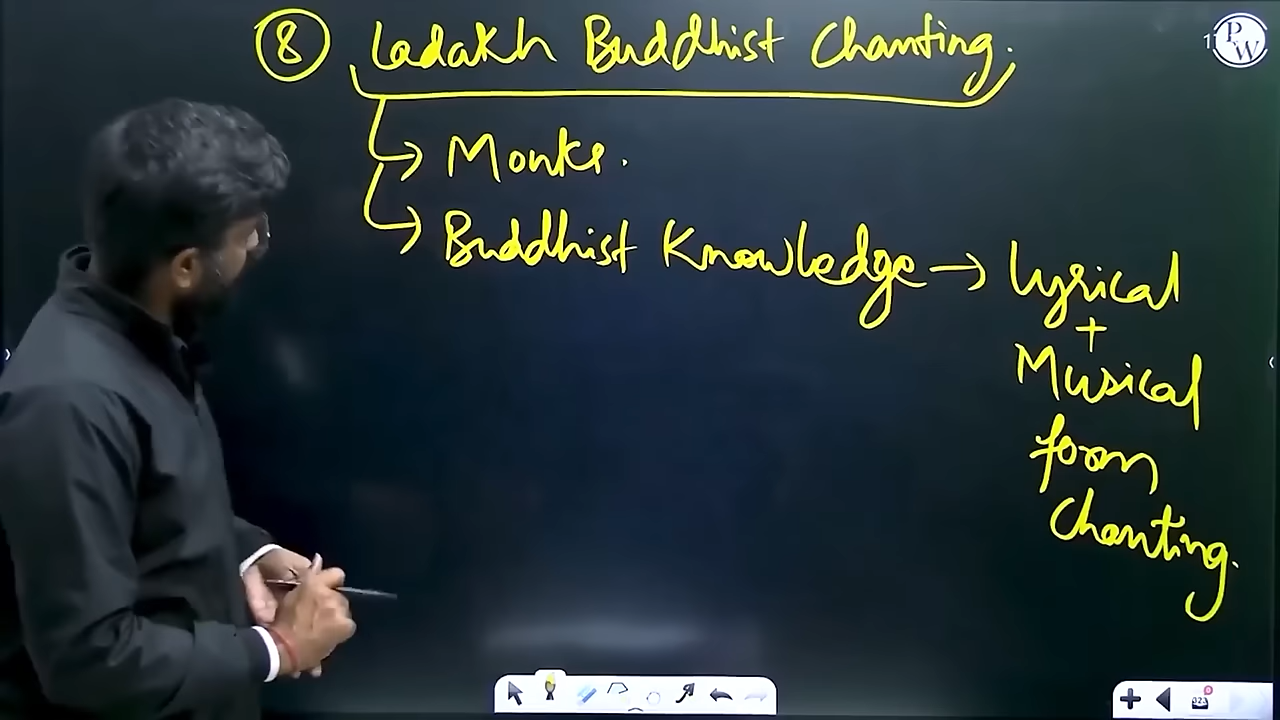 8 Ladakh Buddhist Chanting.
→ Monks.
→ Buddhist Knowledge → Lyrical
+
Musical
form
Chanting.
PW